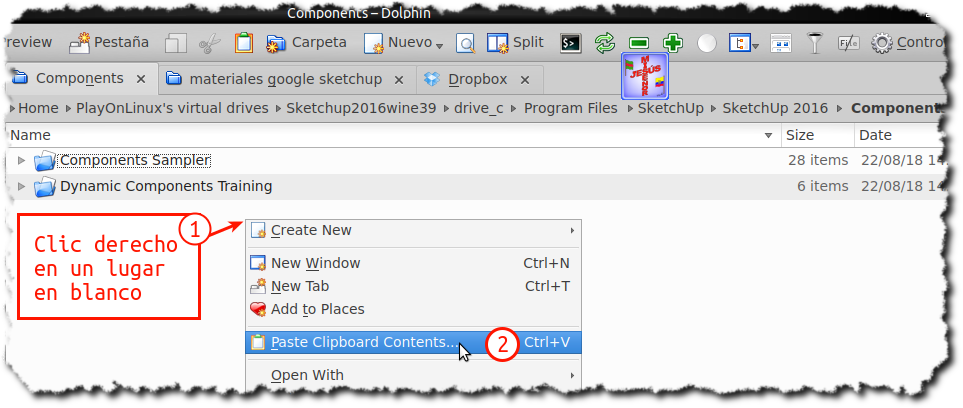 Components – Dolphin
Preview Pestaña Carpeta Nuevo Split File Contro
Components materiales google sketchup Dropbox
Home PlayOnLinux's virtual drives Sketchup2016wine39 drive_c Program Files SketchUp SketchUp 2016 Component
Name Size Date
Components Sampler 28 items 22/08/18 14
Dynamic Components Training 6 items 22/08/18 14
1
Clic derecho
en un lugar
en blanco
Create New
New Window Ctrl+N
New Tab Ctrl+T
Add to Places
Paste Clipboard Contents... 2 Ctrl+V
Open With